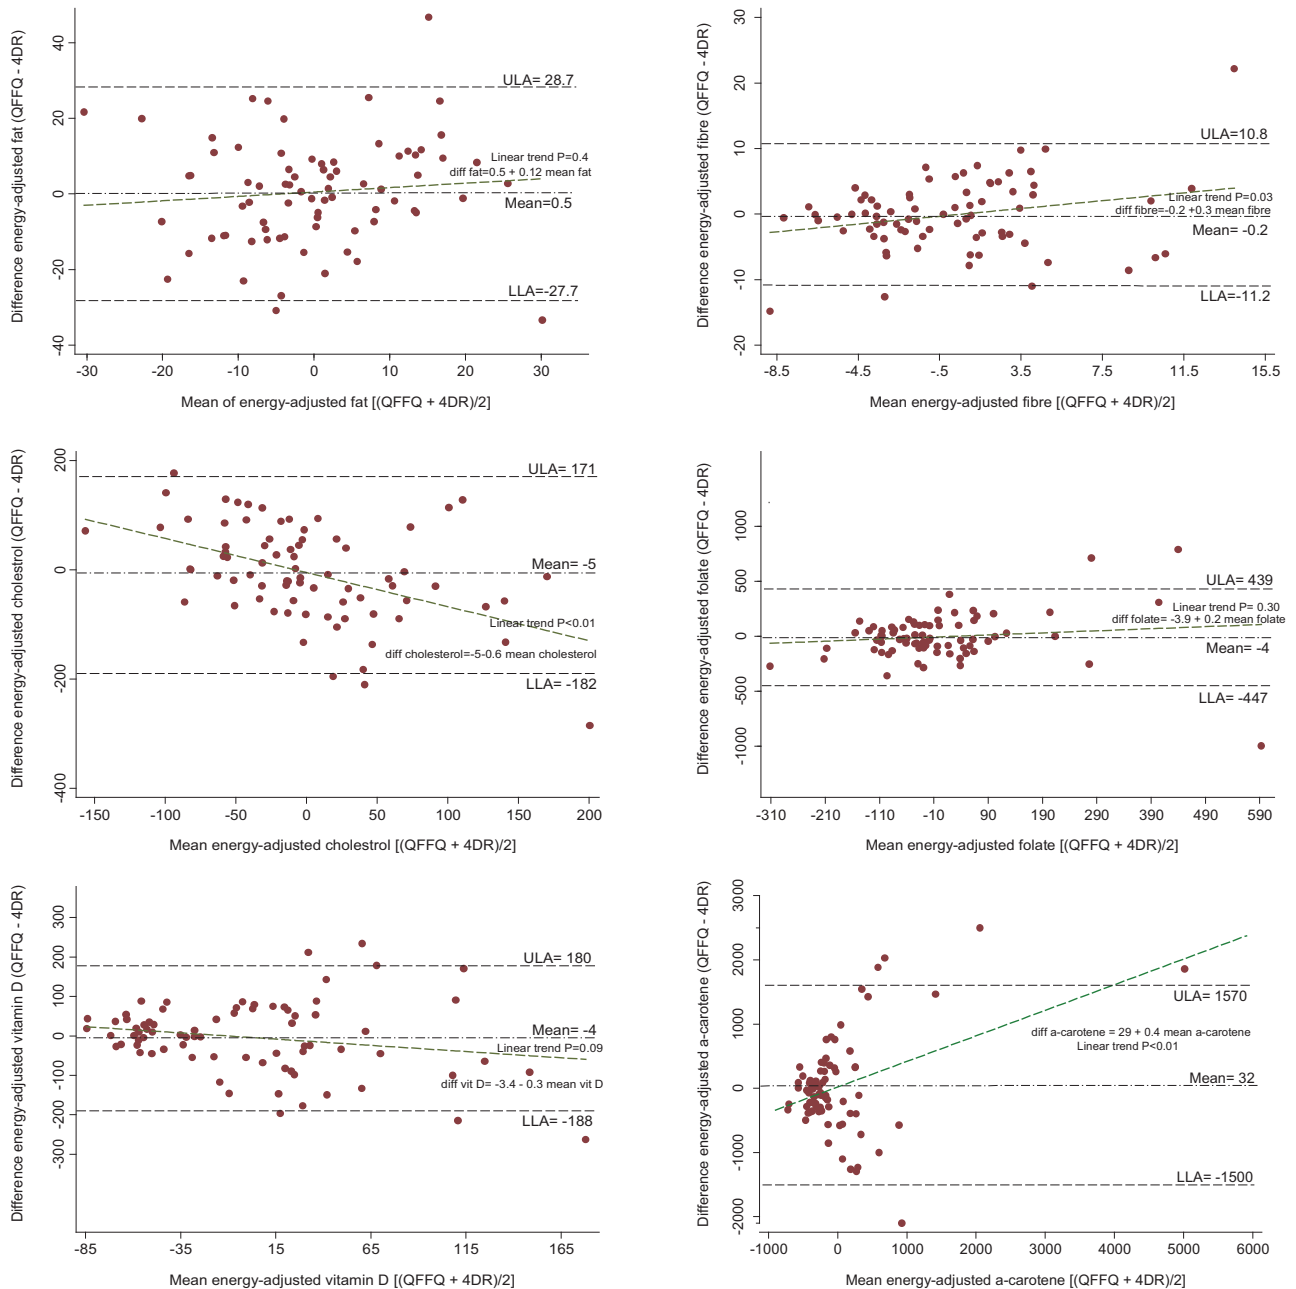 Difference energy-adjusted fat (QFFQ - 4DR)
40
20
0
-20
-40
ULA= 28.7
Linear trend P=0.4
diff fat=0.5 + 0.12 mean fat
Mean=0.5
LLA=-27.7
-30 -20 -10 0 10 20 30
Mean of energy-adjusted fat [(QFFQ + 4DR)/2]
Difference energy-adjusted fibre (QFFQ - 4DR)
30
20
10
0
-10
-20
ULA=10.8
Linear trend P=0.03
diff fibre=-0.2 +0.3 mean fibre
Mean= -0.2
LLA=-11.2
-8.5 -4.5 -.5 3.5 7.5 11.5 15.5
Mean energy-adjusted fibre [(QFFQ + 4DR)/2]
Difference energy-adjusted cholestrol (QFFQ - 4DR)
200
0
-200
-400
ULA= 171
Mean= -5
Linear trend P<0.01
diff cholesterol=-5-0.6 mean cholesterol
LLA= -182
-150 -100 -50 0 50 100 150 200
Mean energy-adjusted cholestrol [(QFFQ + 4DR)/2]
Difference energy-adjusted folate (QFFQ - 4DR)
1000
500
0
-500
-1000
ULA= 439
Linear trend P= 0.30
diff folate= -3.9 + 0.2 mean folate
Mean= -4
LLA= -447
-310 -210 -110 -10 90 190 290 390 490 590
Mean energy-adjusted folate [(QFFQ + 4DR)/2]
Difference energy-adjusted vitamin D (QFFQ - 4DR)
300
200
100
0
-100
-200
-300
ULA= 180
Mean= -4
Linear trend P=0.09
diff vit D= -3.4 - 0.3 mean vit D
LLA= -188
-85 -35 15 65 115 165
Mean energy-adjusted vitamin D [(QFFQ + 4DR)/2]
Difference energy-adjusted a-carotene (QFFQ - 4DR)
3000
2000
1000
0
-1000
-2000
ULA= 1570
diff a-carotene = 29 + 0.4 mean a-carotene
Linear trend P<0.01
Mean= 32
LLA= -1500
-1000 0 1000 2000 3000 4000 5000 6000
Mean energy-adjusted a-carotene [(QFFQ + 4DR)/2]